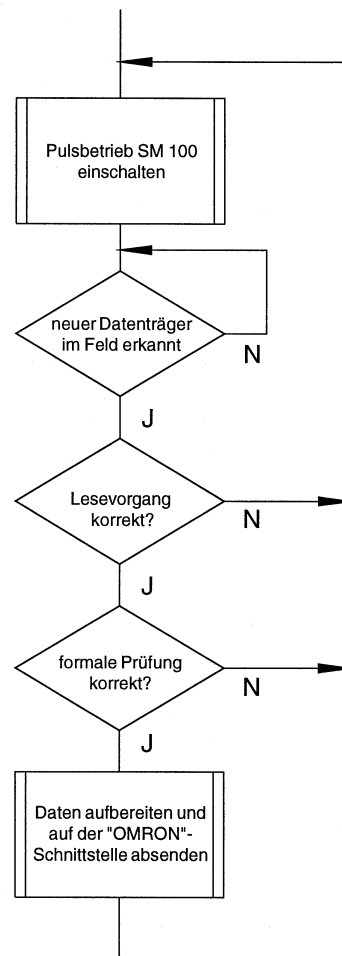 Pulsbetrieb SM 100
einschalten
neuer Datenträger
im Feld erkannt
N
J
Lesevorgang
korrekt?
N
J
formale Prüfung
korrekt?
N
J
Daten aufbereiten und
auf der "OMRON"-
Schnittstelle absenden